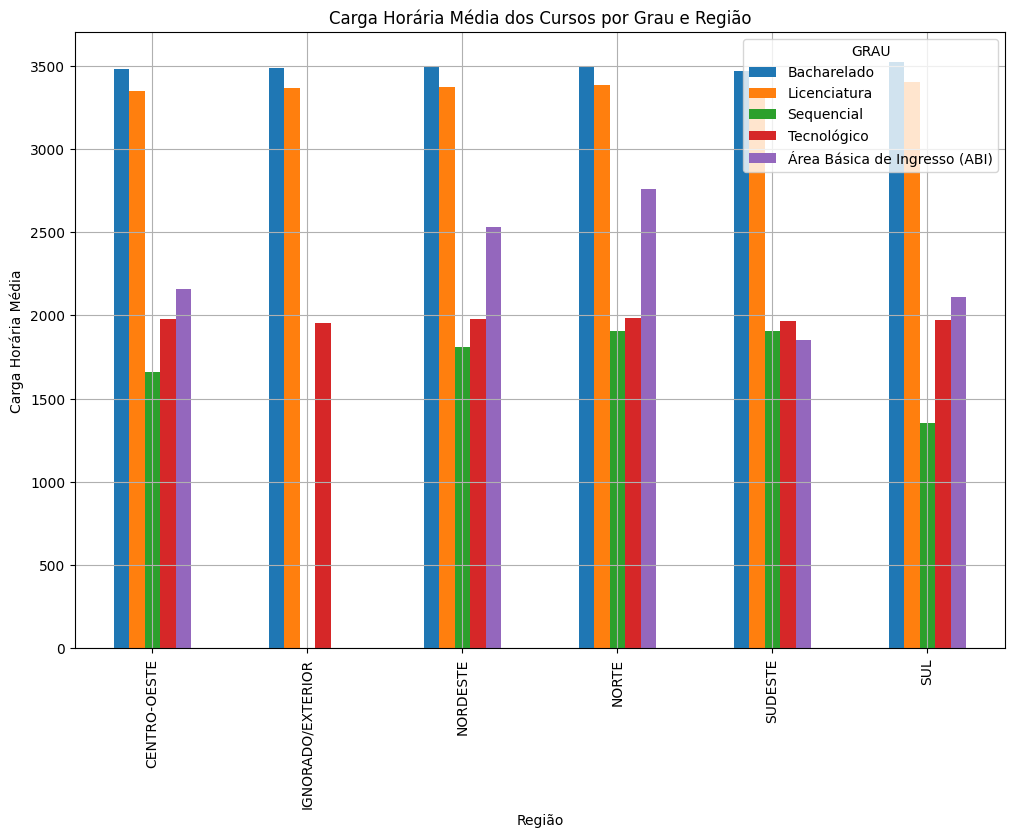 Carga Horária Média dos Cursos por Grau e Região
GRAU
Bacharelado
Licenciatura
Sequencial
Tecnológico
Área Básica de Ingresso (ABI)
Carga Horária Média
3500
3000
2500
2000
1500
1000
500
0
CENTRO-OESTE
IGNORADO/EXTERIOR
NORDESTE
NORTE
SUDESTE
SUL
Região